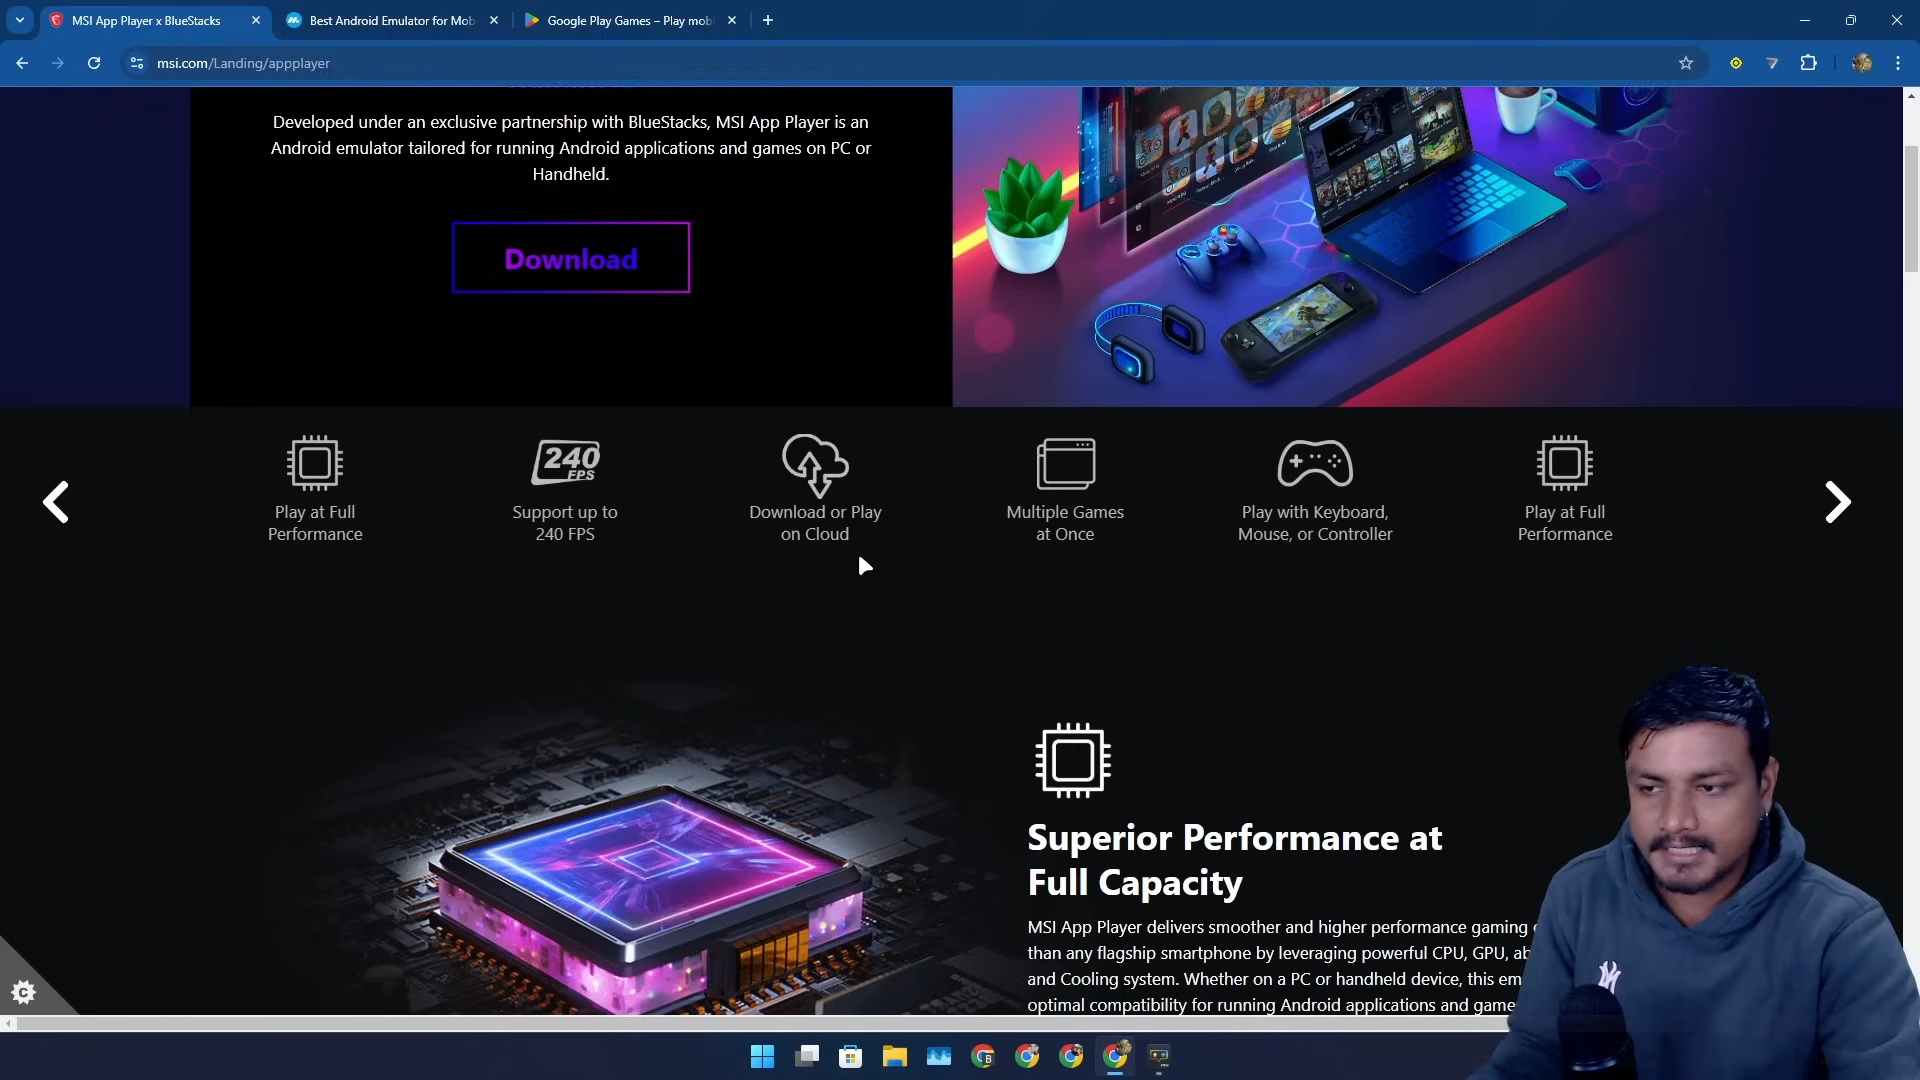 MSI App Player x BlueStacks
Best Android Emulator for Mob
Google Play Games – Play mobi
msi.com/Landing/appplayer
Developed under an exclusive partnership with BlueStacks, MSI App Player is an
Android emulator tailored for running Android applications and games on PC or
Handheld.
Download
240
FPS
Play at Full
Performance
Support up to
240 FPS
Download or Play
on Cloud
Multiple Games
at Once
Play with Keyboard,
Mouse, or Controller
Play at Full
Performance
Superior Performance at
Full Capacity
MSI App Player delivers smoother and higher performance gaming
than any flagship smartphone by leveraging powerful CPU, GPU,
and Cooling system. Whether on a PC or handheld device, this
optimal compatibility for running Android applications and